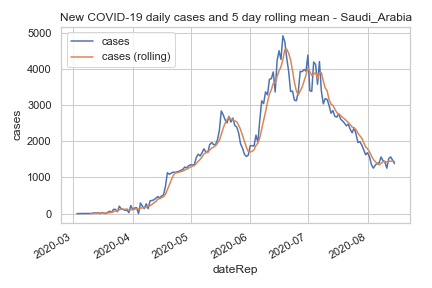 New COVID-19 daily cases and 5 day rolling mean - Saudi_Arabia
cases
cases (rolling)
5000
4000
3000
2000
1000
0
cases
2020-03
2020-04
2020-05
2020-06
2020-07
2020-08
dateRep